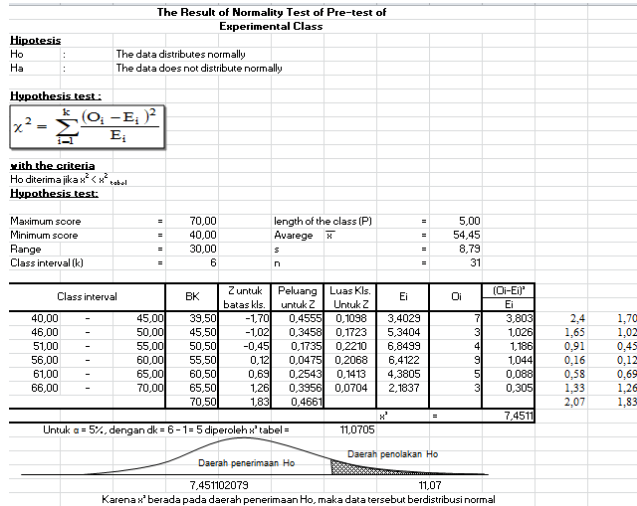 The Result of Normality Test of Pre-test of
Experimental Class
Hipotesis
Ho : The data distributes normally
Ha : The data does not distribute normally
Hypothesis test :
χ² = k Σ i=1 (Oᵢ − Eᵢ)² / Eᵢ
with the criteria
Ho diterima jika x² < x² tabel
Hypothesis test:
Maximum score = 70,00 length of the class (P) = 5,00
Minimum score = 40,00 Avarege x̄ = 54,45
Range = 30,00 s = 8,79
Class interval (k) = 6 n = 31
Class interval BK Z untuk batas kls. Peluang untuk Z Luas Kls. Untuk Z Ei Oi (Oi-Ei)² Ei
40,00 - 45,00 39,50 -1,70 0,4555 0,1098 3,4029 7 3,803 2,4 1,70
46,00 - 50,00 45,50 -1,02 0,3458 0,1723 5,3404 3 1,026 1,65 1,02
51,00 - 55,00 50,50 -0,45 0,1735 0,2210 6,8499 4 1,186 0,91 0,45
56,00 - 60,00 55,50 0,12 0,0475 0,2068 6,4122 9 1,044 0,16 0,12
61,00 - 65,00 60,50 0,69 0,2543 0,1413 4,3805 5 0,088 0,58 0,69
66,00 - 70,00 65,50 1,26 0,3956 0,0704 2,1837 3 0,305 1,33 1,26
70,50 1,83 0,4661 2,07 1,83
x² = 7,4511
Untuk α = 5%, dengan dk = 6 - 1 = 5 diperoleh x² tabel = 11,0705
Daerah penerimaan Ho Daerah penolakan Ho
7,451102079 11,07
Karena x² berada pada daerah penerimaan Ho, maka data tersebut berdistribusi normal